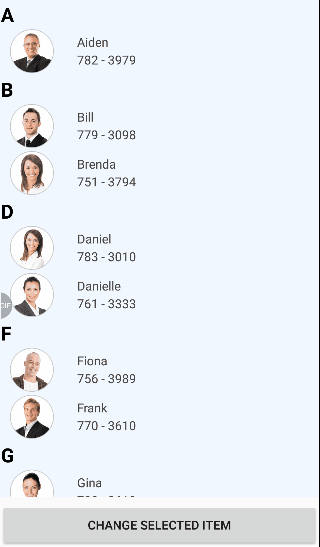 A
Aiden
782 - 3979
B
Bill
779 - 3098
Brenda
751 - 3794
D
Daniel
783 - 3010
Danielle
761 - 3333
F
Fiona
756 - 3989
Frank
770 - 3610
G
Gina
CHANGE SELECTED ITEM